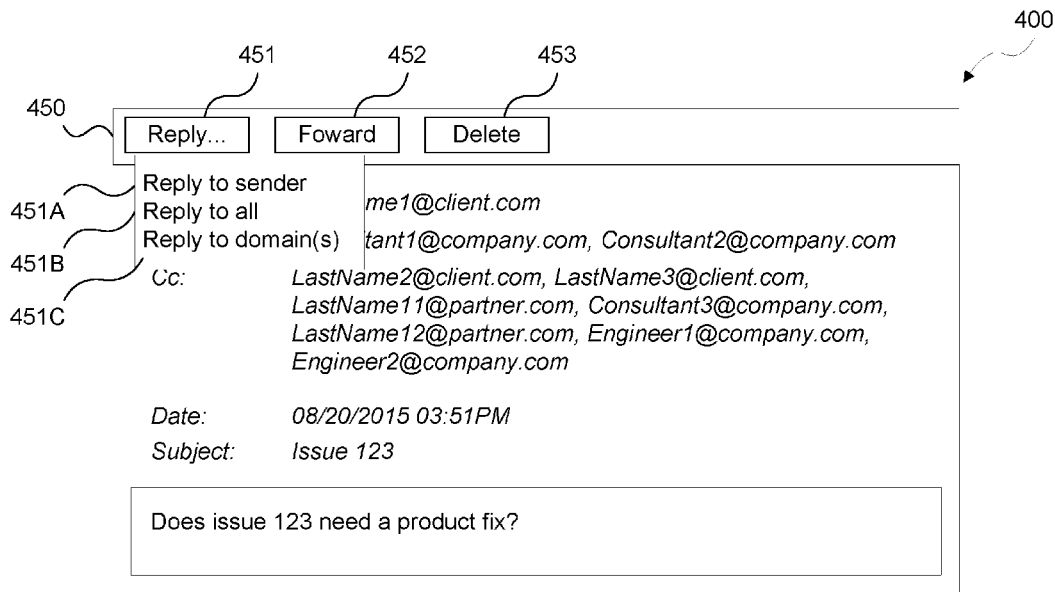 400
451 452 453
450
Reply... Foward Delete
Reply to sender
451A
me1@client.com
Reply to all
Reply to domain(s) tant1@company.com, Consultant2@company.com
451B
Cc: LastName2@client.com, LastName3@client.com,
451C
LastName11@partner.com, Consultant3@company.com,
LastName12@partner.com, Engineer1@company.com,
Engineer2@company.com
Date: 08/20/2015 03:51PM
Subject: Issue 123
Does issue 123 need a product fix?